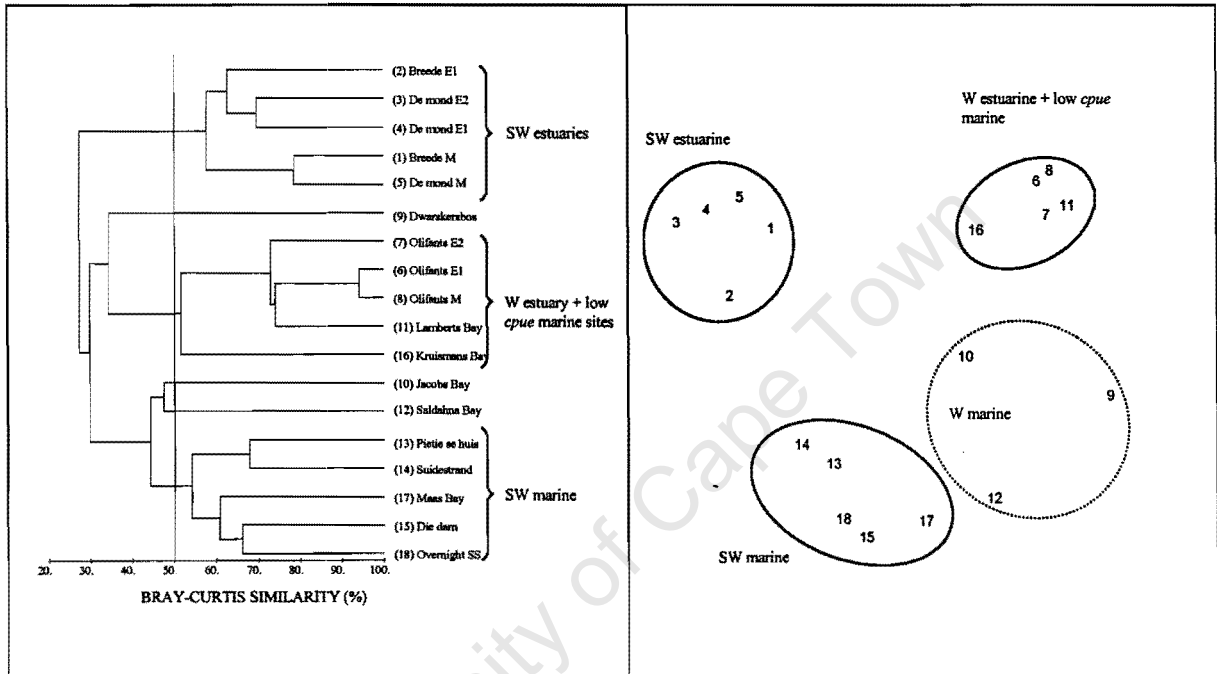 (2) Breede E1
(3) De mond E2
(4) De mond E1
(1) Breede M
(5) De mond M
SW estuaries
(9) Dwarskersbos
(7) Olifants E2
(6) Olifants E1
(8) Olifants M
(11) Lamberts Bay
(16) Kruismans Bay
W estuary + low
cpue marine sites
(10) Jacobs Bay
(12) Saldahna Bay
(13) Pietie se huis
(14) Suidestrand
(17) Maas Bay
(15) Die dam
(18) Overnight SS
SW marine
20. 30. 40. 50. 60. 70. 80. 90. 100.
BRAY-CURTIS SIMILARITY (%)
SW estuarine
3 4 5 1 2
W estuarine + low cpue
marine
8
6
11
7
16
10
9
W marine
12
14
13
18
15
17
SW marine
University of Cape Town